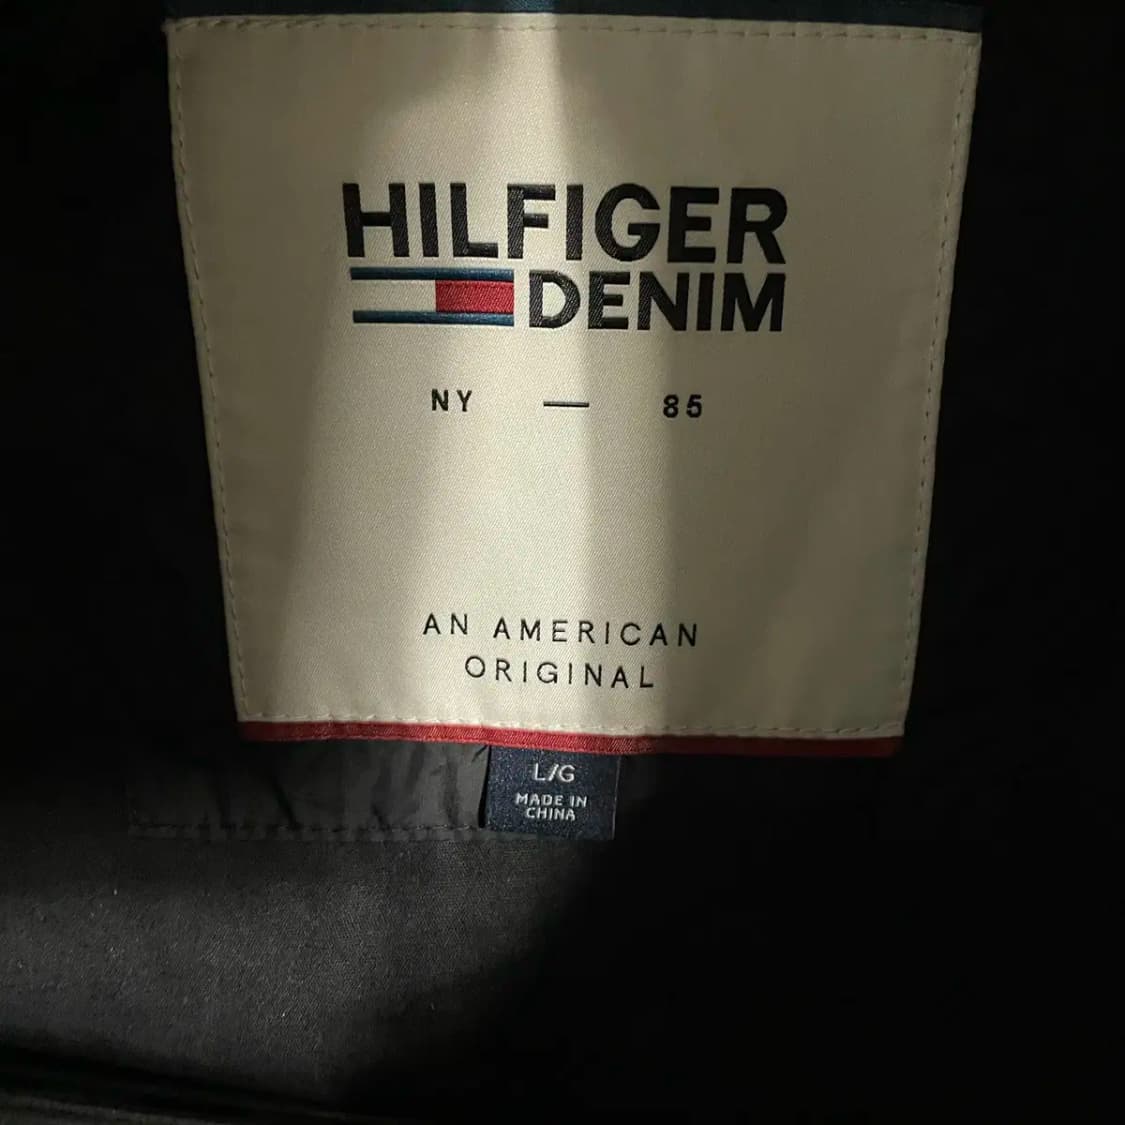 HILFIGER
DENIM
NY — 85
AN AMERICAN
ORIGINAL
L/G
MADE IN
CHINA